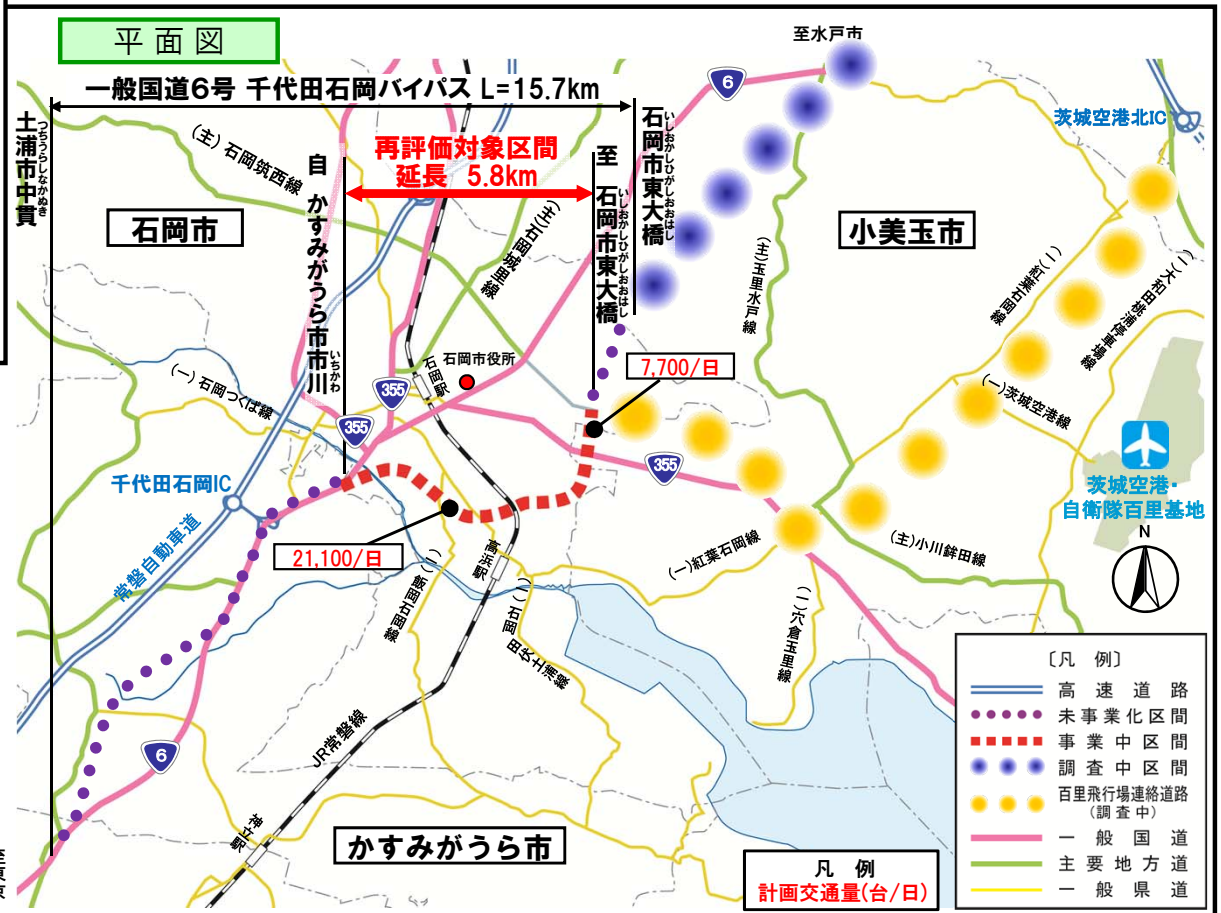 平面図
至水戸市
一般国道6号 千代田石岡バイパス L=15.7km
6
茨城空港北IC
土浦市中貫
つちうらしなかぬき
(主) 石岡筑西線
再評価対象区間
延長 5.8km
自 かすみがうら市市川
いちかわ
至 石岡市東大橋
いしおかしひがしおおはし
石岡市東大橋
いしおかしひがしおおはし
石岡市
小美玉市
(主)石岡城里線
(主)玉里水戸線
(一)紅葉石岡線
(一)大和田桃浦停車場線
石岡駅
石岡市役所
7,700/日
(一) 石岡つくば線
355
355
355
(一)茨城空港線
茨城空港・
自衛隊百里基地
千代田石岡IC
常磐自動車道
21,100/日
高浜駅
(一)飯岡石岡線
(一)石岡田伏土浦線
(一)紅葉石岡線
(主)小川鉾田線
(一)穴倉玉里線
N
6
JR常磐線
神立駅
かすみがうら市
至東京
凡 例
計画交通量(台/日)
〔凡 例〕
高速道路
未事業化区間
事業中区間
調査中区間
百里飛行場連絡道路
(調査中)
一般国道
主要地方道
一般県道